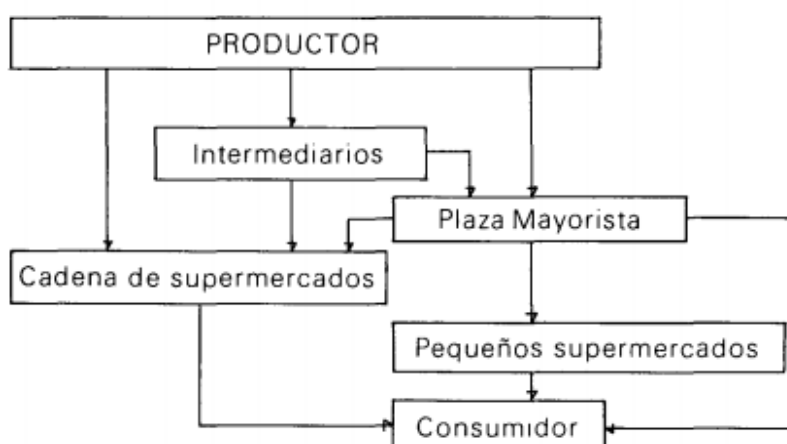 PRODUCTOR
Intermediarios
Plaza Mayorista
Cadena de supermercados
Pequeños supermercados
Consumidor